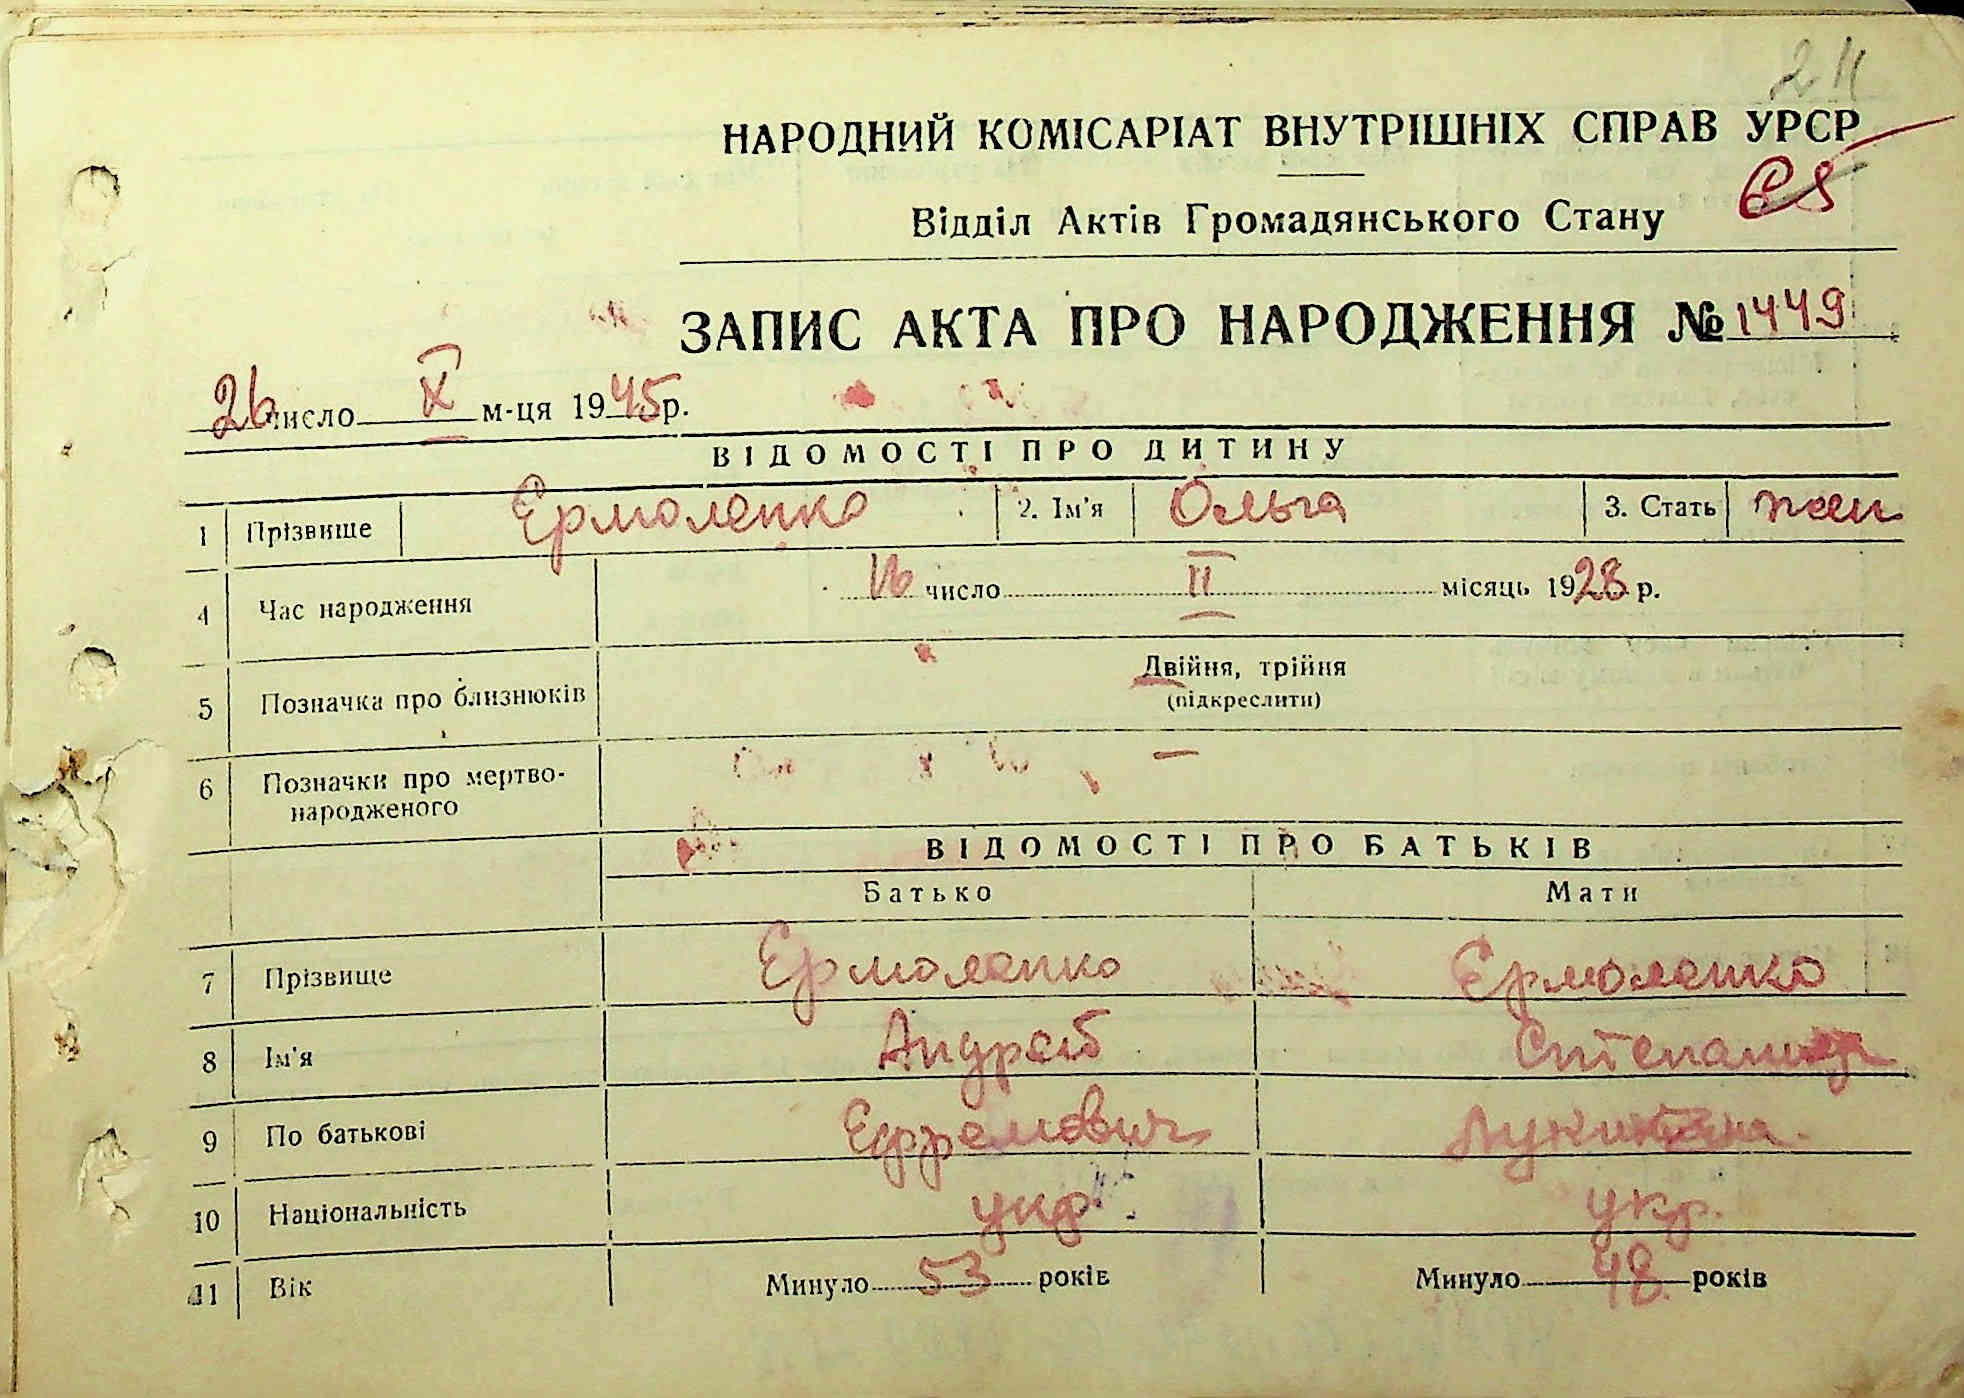 211
НАРОДНИЙ КОМІСАРІАТ ВНУТРІШНІХ СПРАВ УРСР
Відділ Актів Громадянського Стану
ЗАПИС АКТА ПРО НАРОДЖЕННЯ № 1449
26 число X м-ця 1945 р.
ВІДОМОСТІ ПРО ДИТИНУ
1 Прізвище Ермоленко 2. Ім'я Ольга 3. Стать жен
4 Час народження 16 число II місяць 1928 р.
5 Позначка про близнюків Двійня, трійня
(підкреслити)
6 Позначки про мертво-
народженого —
ВІДОМОСТІ ПРО БАТЬКІВ
Батько Мати
7 Прізвище Ермоленко Ермоленко
8 Ім'я Андрей Степанида
9 По батькові Ефремович
10 Національність укр. укр.
11 Вік Минуло 53 років Минуло 48 років